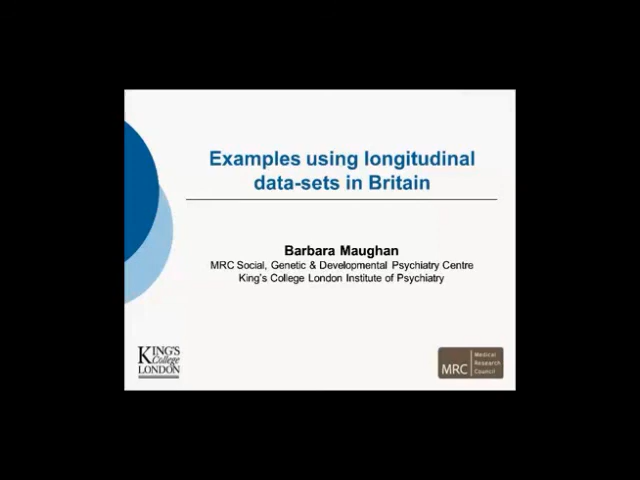 Examples using longitudinal
data-sets in Britain
Barbara Maughan
MRC Social, Genetic & Developmental Psychiatry Centre
King's College London Institute of Psychiatry
KING'S
College
LONDON
MRC
Medical
Research
Council